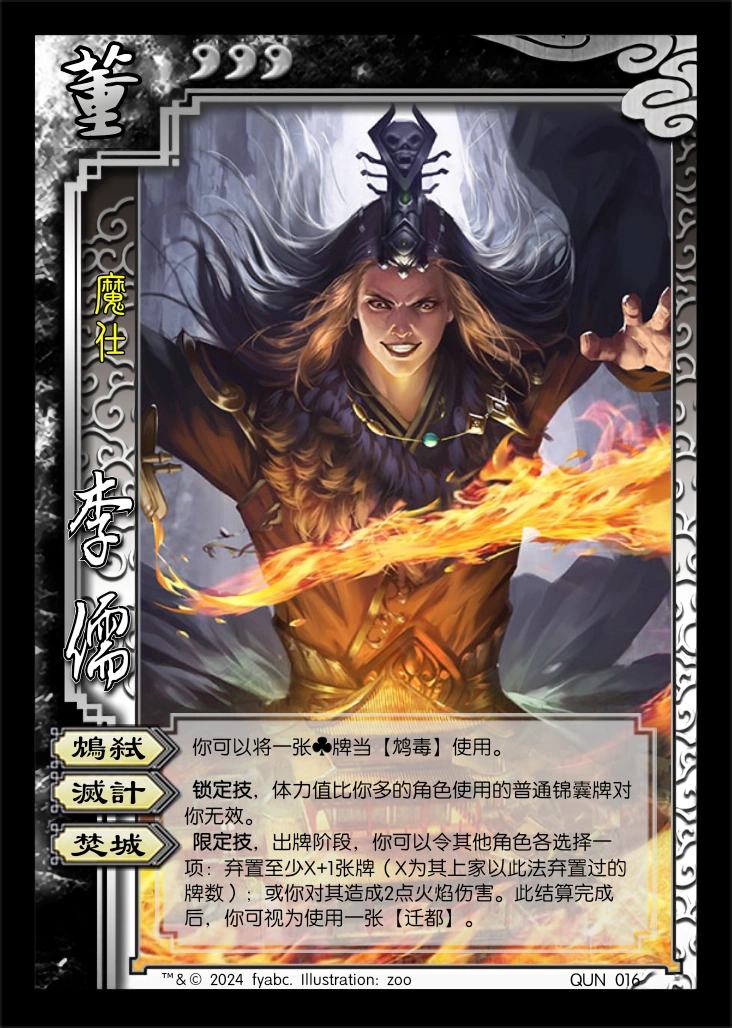 董
魔仕
李儒
鴆弒
你可以将一张♣牌当【鸩毒】使用。
滅計
锁定技，体力值比你多的角色使用的普通锦囊牌对
你无效。
焚城
限定技，出牌阶段，你可以令其他角色各选择一
项：弃置至少X+1张牌（X为其上家以此法弃置过的
牌数）；或你对其造成2点火焰伤害。此结算完成
后，你可视为使用一张【迁都】。
™&© 2024 fyabc. Illustration: zoo
QUN 016